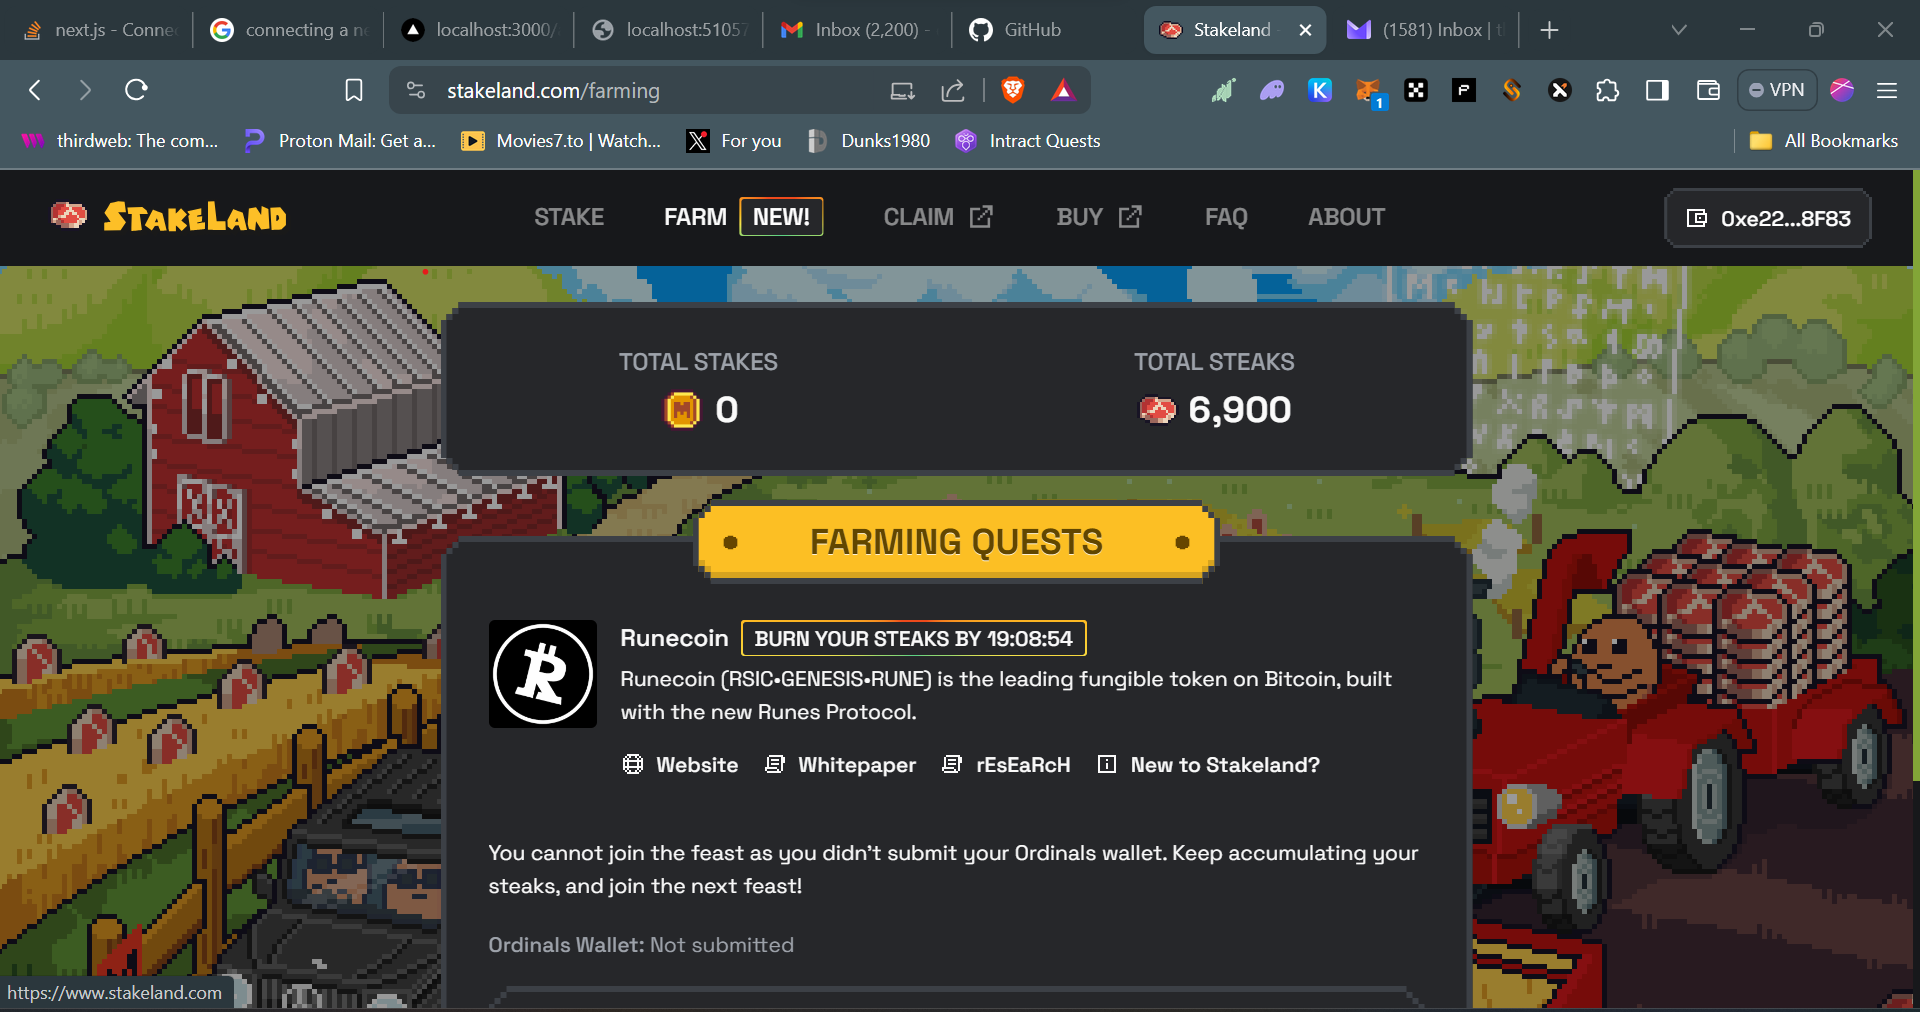 next.js - Connec
connecting a ne
localhost:3000/
localhost:51057
Inbox (2,200) -
GitHub
Stakeland
(1581) Inbox | t
stakeland.com/farming
1
VPN
thirdweb: The com...
Proton Mail: Get a...
Movies7.to | Watch...
For you
Dunks1980
Intract Quests
All Bookmarks
STAKELAND
STAKE
FARM NEW!
CLAIM
BUY
FAQ
ABOUT
0xe22...8F83
TOTAL STAKES
0
TOTAL STEAKS
6,900
FARMING QUESTS
Runecoin BURN YOUR STEAKS BY 19:08:54
Runecoin (RSIC•GENESIS•RUNE) is the leading fungible token on Bitcoin, built
with the new Runes Protocol.
Website Whitepaper rEsEaRcH New to Stakeland?
You cannot join the feast as you didn't submit your Ordinals wallet. Keep accumulating your
steaks, and join the next feast!
Ordinals Wallet: Not submitted
https://www.stakeland.com